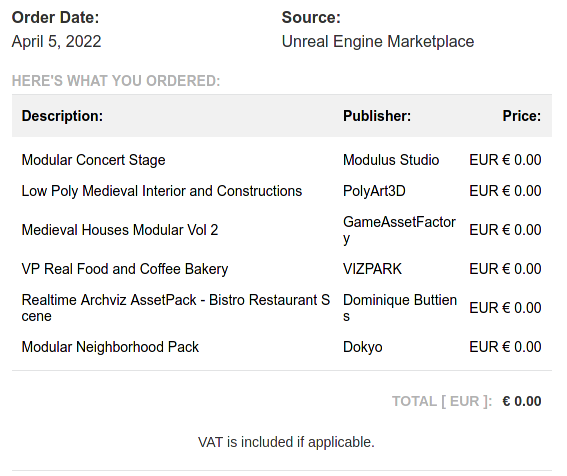 Order Date: Source:
April 5, 2022 Unreal Engine Marketplace
HERE'S WHAT YOU ORDERED:
Description: Publisher: Price:
Modular Concert Stage Modulus Studio EUR € 0.00
Low Poly Medieval Interior and Constructions PolyArt3D EUR € 0.00
Medieval Houses Modular Vol 2 GameAssetFactor EUR € 0.00
y
VP Real Food and Coffee Bakery VIZPARK EUR € 0.00
Realtime Archviz AssetPack - Bistro Restaurant S Dominique Buttien EUR € 0.00
cene s
Modular Neighborhood Pack Dokyo EUR € 0.00
TOTAL [ EUR ]: € 0.00
VAT is included if applicable.